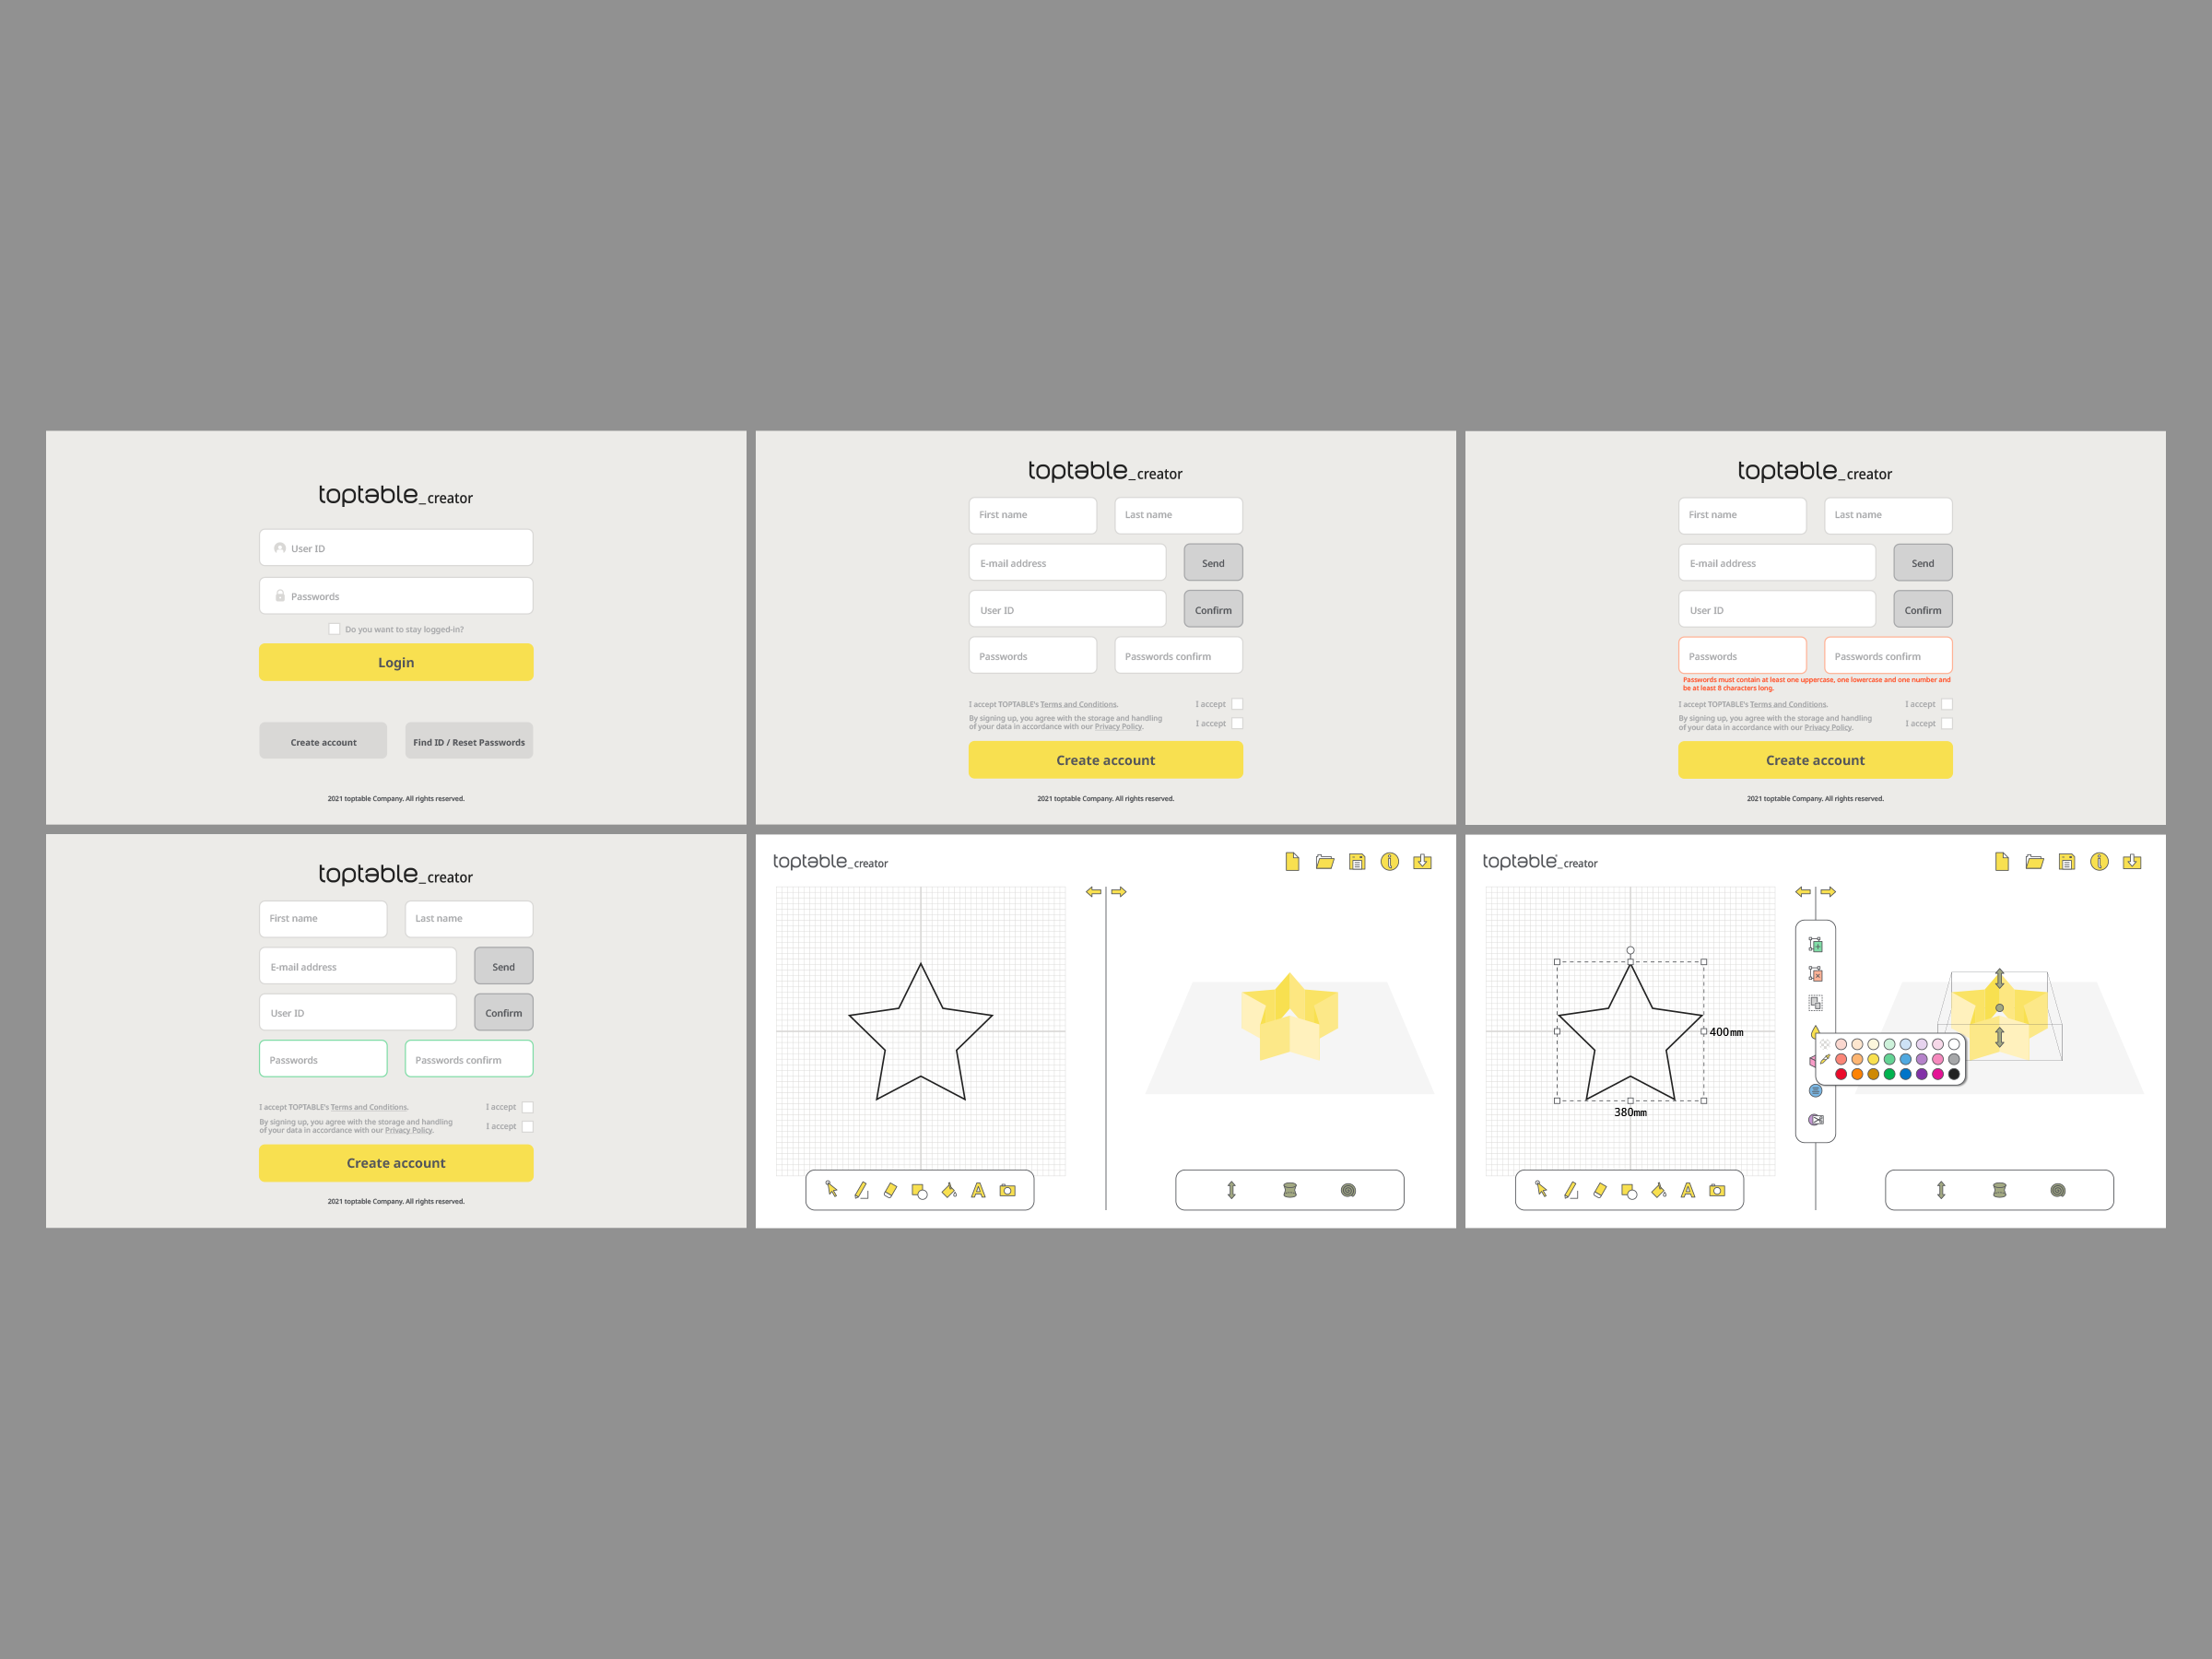 toptable_creator
User ID
Passwords
Do you want to stay logged-in?
Login
Create account
Find ID / Reset Passwords
2021 toptable Company. All rights reserved.
toptable_creator
First name
Last name
E-mail address
Send
User ID
Confirm
Passwords
Passwords confirm
I accept TOPTABLE's Terms and Conditions.
I accept
By signing up, you agree with the storage and handling
of your data in accordance with our Privacy Policy.
I accept
Create account
2021 toptable Company. All rights reserved.
toptable_creator
First name
Last name
E-mail address
Send
User ID
Confirm
Passwords
Passwords confirm
Passwords must contain at least one uppercase, one lowercase and one number and
be at least 8 characters long.
I accept TOPTABLE's Terms and Conditions.
I accept
By signing up, you agree with the storage and handling
of your data in accordance with our Privacy Policy.
I accept
Create account
2021 toptable Company. All rights reserved.
toptable_creator
First name
Last name
E-mail address
Send
User ID
Confirm
Passwords
Passwords confirm
I accept TOPTABLE's Terms and Conditions.
I accept
By signing up, you agree with the storage and handling
of your data in accordance with our Privacy Policy.
I accept
Create account
2021 toptable Company. All rights reserved.
toptable_creator
A
toptable_creator
400mm
380mm
A